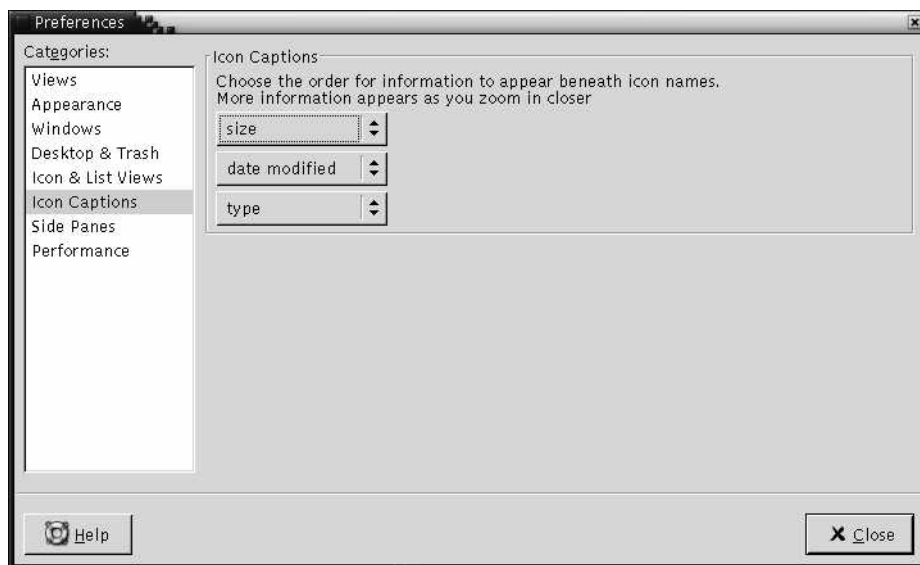 Preferences
Categories:
Views
Appearance
Windows
Desktop & Trash
Icon & List Views
Icon Captions
Side Panes
Performance
Icon Captions
Choose the order for information to appear beneath icon names.
More information appears as you zoom in closer
size
date modified
type
Help
Close